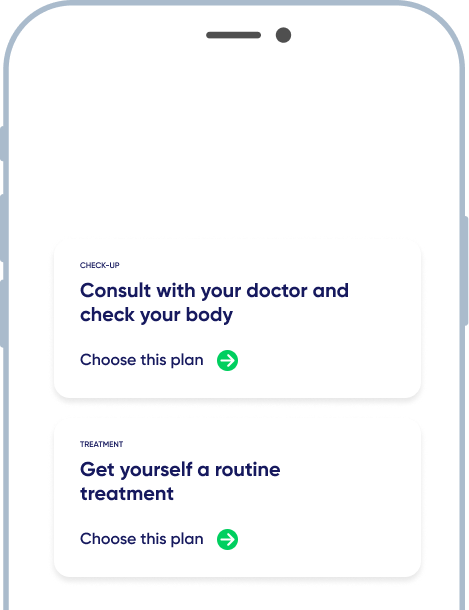 CHECK-UP
Consult with your doctor and
check your body
Choose this plan
TREATMENT
Get yourself a routine
treatment
Choose this plan